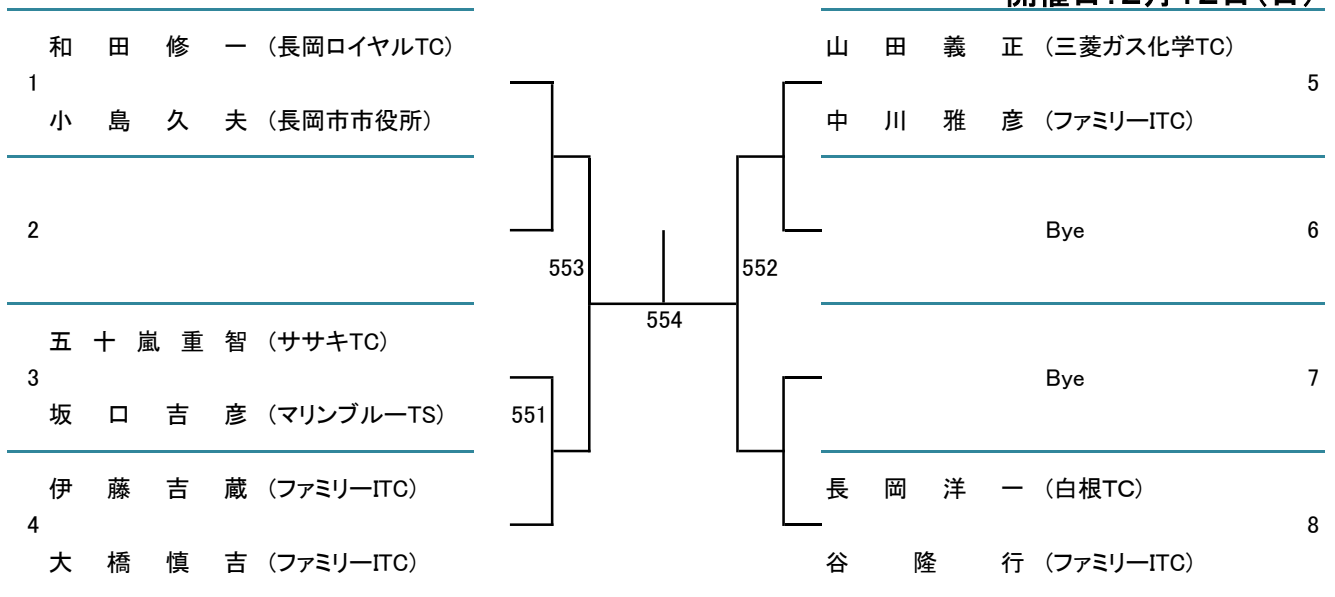 開催日12月12日(日)
和田修一（長岡ロイヤルTC）
1
小島久夫（長岡市市役所）
2
553
五十嵐重智（ササキTC）
3
坂口吉彦（マリンブルーTS）
551
伊藤吉蔵（ファミリーITC）
4
大橋慎吉（ファミリーITC）
554
山田義正（三菱ガス化学TC）
5
中川雅彦（ファミリーITC）
Bye 6
552
Bye 7
長岡洋一（白根TC）
8
谷隆行（ファミリーITC）